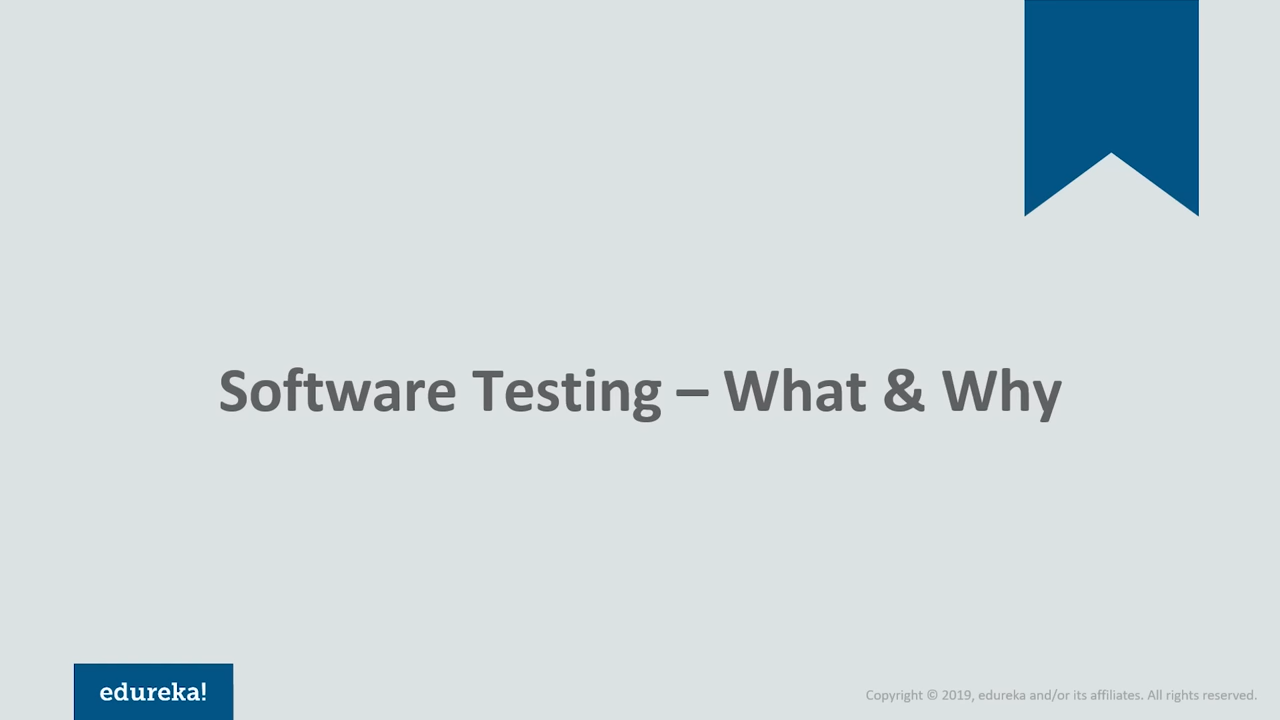 Software Testing – What & Why
edureka!
Copyright © 2019, edureka and/or its affiliates. All rights reserved.